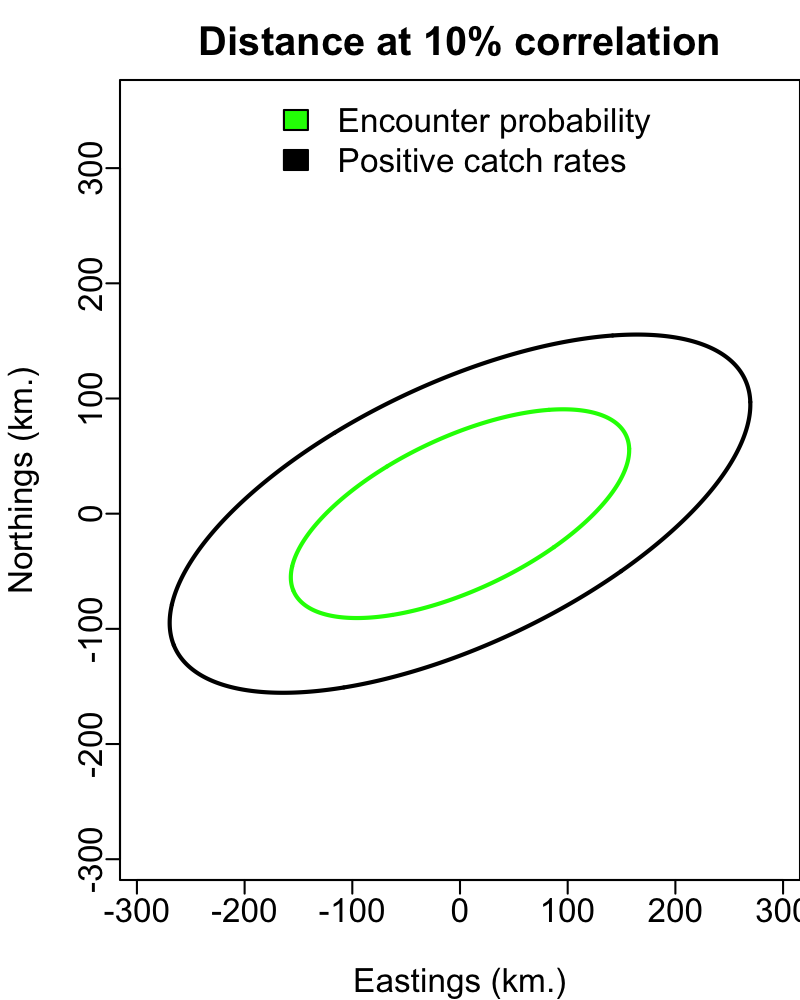 Distance at 10% correlation
Encounter probability
Positive catch rates
300
200
100
0
-100
-200
-300
Northings (km.)
-300 -200 -100 0 100 200 300
Eastings (km.)